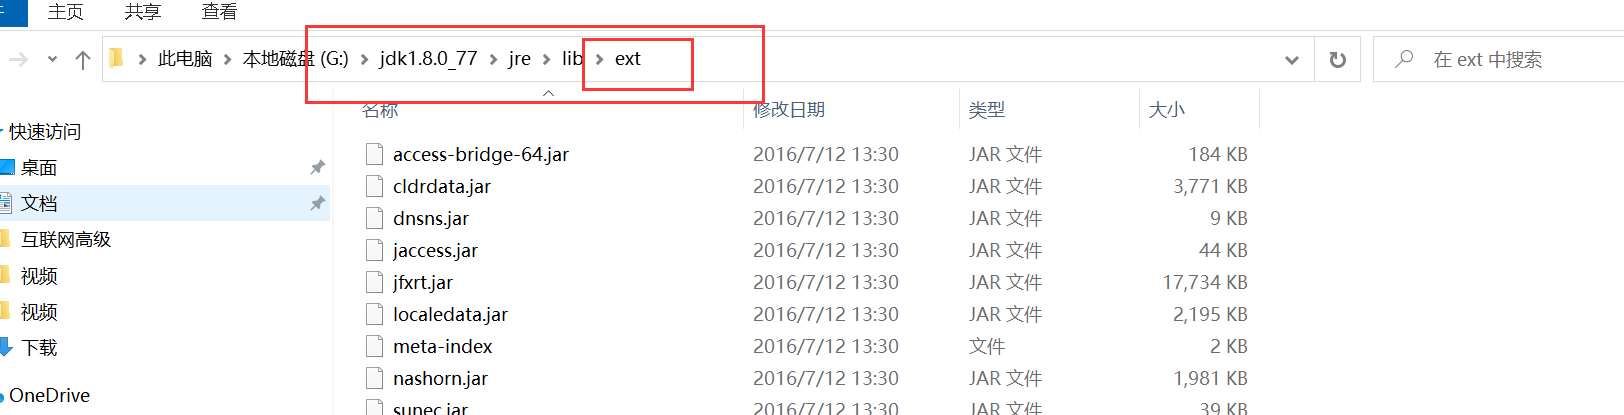 主页 共享 查看
此电脑 本地磁盘 (G:) jdk1.8.0_77 jre lib ext 在 ext 中搜索
名称 修改日期 类型 大小
快速访问
桌面
文档
互联网高级
视频
视频
下载
OneDrive
access-bridge-64.jar 2016/7/12 13:30 JAR 文件 184 KB
cldrdata.jar 2016/7/12 13:30 JAR 文件 3,771 KB
dnsns.jar 2016/7/12 13:30 JAR 文件 9 KB
jaccess.jar 2016/7/12 13:30 JAR 文件 44 KB
jfxrt.jar 2016/7/12 13:30 JAR 文件 17,734 KB
localedata.jar 2016/7/12 13:30 JAR 文件 2,195 KB
meta-index 2016/7/12 13:30 文件 2 KB
nashorn.jar 2016/7/12 13:30 JAR 文件 1,981 KB
sunec.jar 2016/7/12 13:30 JAR 文件 39 KB